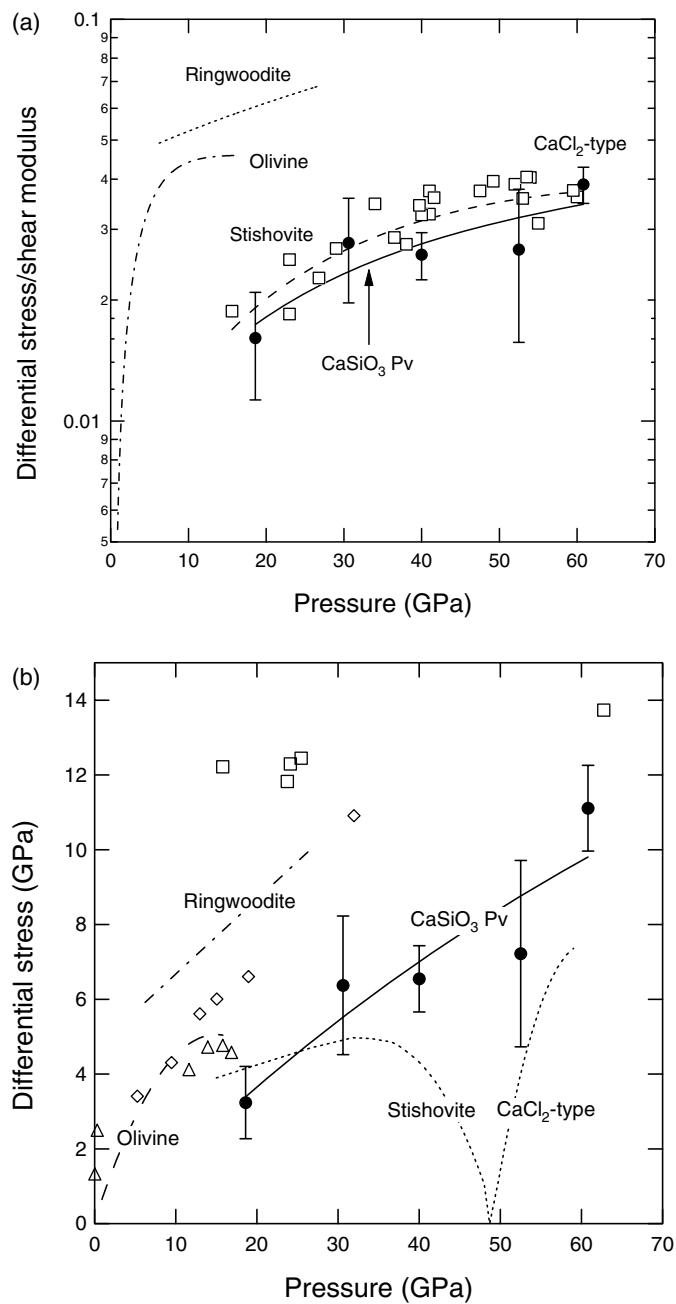 (a)
0.1
9
8
7
6
5
4
3
2
0.01
9
8
7
6
5
Differential stress/shear modulus
Ringwoodite
Olivine
CaCl₂-type
Stishovite
CaSiO₃ Pv
0 10 20 30 40 50 60 70
Pressure (GPa)
(b)
14
12
10
8
6
4
2
0
Differential stress (GPa)
Ringwoodite
CaSiO₃ Pv
Olivine
Stishovite
CaCl₂-type
0 10 20 30 40 50 60 70
Pressure (GPa)